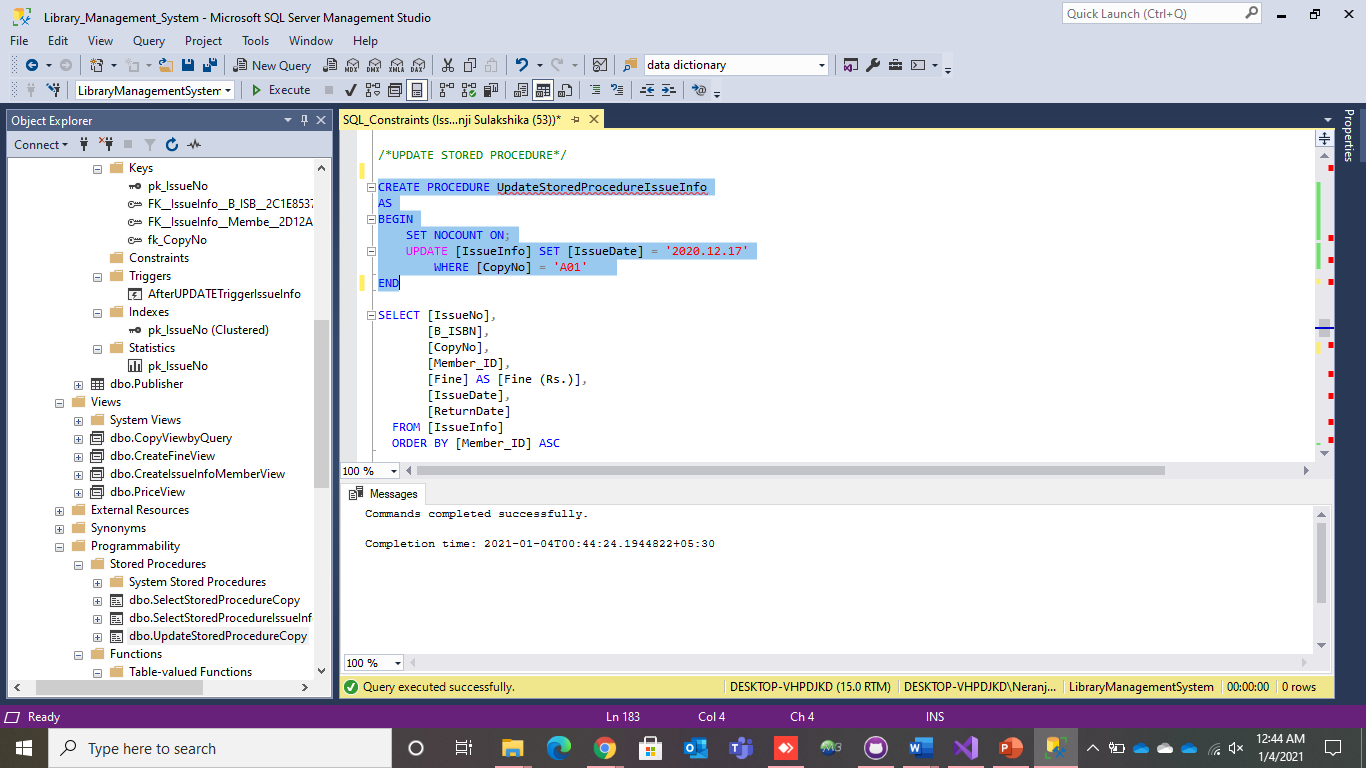 Library_Management_System - Microsoft SQL Server Management Studio
Quick Launch (Ctrl+Q)
File Edit View Query Project Tools Window Help
New Query
MDX DMX XMLA DAX
data dictionary
LibraryManagementSystem
Execute
Object Explorer
Connect
Keys
pk_IssueNo
FK__IssueInfo__B_ISB__2C1E8537
FK__IssueInfo__Membe__2D12A
fk_CopyNo
Constraints
Triggers
AfterUPDATETriggerIssueInfo
Indexes
pk_IssueNo (Clustered)
Statistics
pk_IssueNo
dbo.Publisher
Views
System Views
dbo.CopyViewbyQuery
dbo.CreateFineView
dbo.CreateIssueInfoMemberView
dbo.PriceView
External Resources
Synonyms
Programmability
Stored Procedures
System Stored Procedures
dbo.SelectStoredProcedureCopy
dbo.SelectStoredProcedureIssueInf
dbo.UpdateStoredProcedureCopy
Functions
Table-valued Functions
SQL_Constraints (Iss...nji Sulakshika (53))*
/*UPDATE STORED PROCEDURE*/
CREATE PROCEDURE UpdateStoredProcedureIssueInfo
AS
BEGIN
SET NOCOUNT ON;
UPDATE [IssueInfo] SET [IssueDate] = '2020.12.17'
WHERE [CopyNo] = 'A01'
END
SELECT [IssueNo],
[B_ISBN],
[CopyNo],
[Member_ID],
[Fine] AS [Fine (Rs.)],
[IssueDate],
[ReturnDate]
FROM [IssueInfo]
ORDER BY [Member_ID] ASC
100 %
Messages
Commands completed successfully.
Completion time: 2021-01-04T00:44:24.1944822+05:30
100 %
Query executed successfully.
DESKTOP-VHPDJKD (15.0 RTM) DESKTOP-VHPDJKD\Neranj... LibraryManagementSystem 00:00:00 0 rows
Properties
Ready Ln 183 Col 4 Ch 4 INS
Type here to search
12:44 AM
1/4/2021